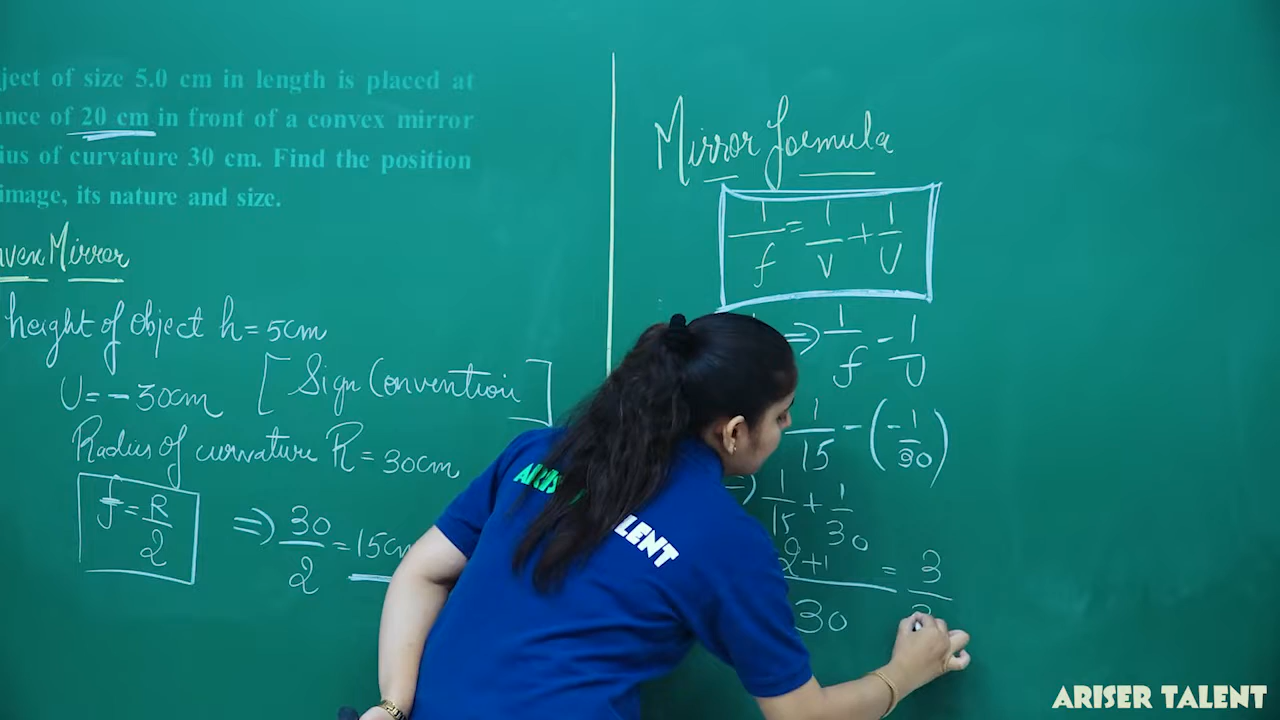 ject of size 5.0 cm in length is placed at
ance of 20 cm in front of a convex mirror
ius of curvature 30 cm. Find the position
image, its nature and size.
vex Mirror
height of object h = 5cm
U = - 30cm [Sign Convention]
Radius of curvature R = 30cm
f = R/2 ⇒ 30/2 = 15cm
Mirror formula
1/f = 1/v + 1/U
⇒ 1/f - 1/U
1/15 - (-1/30)
1/15 + 1/30
2+1/30 = 3/
LENT
ARISER TALENT